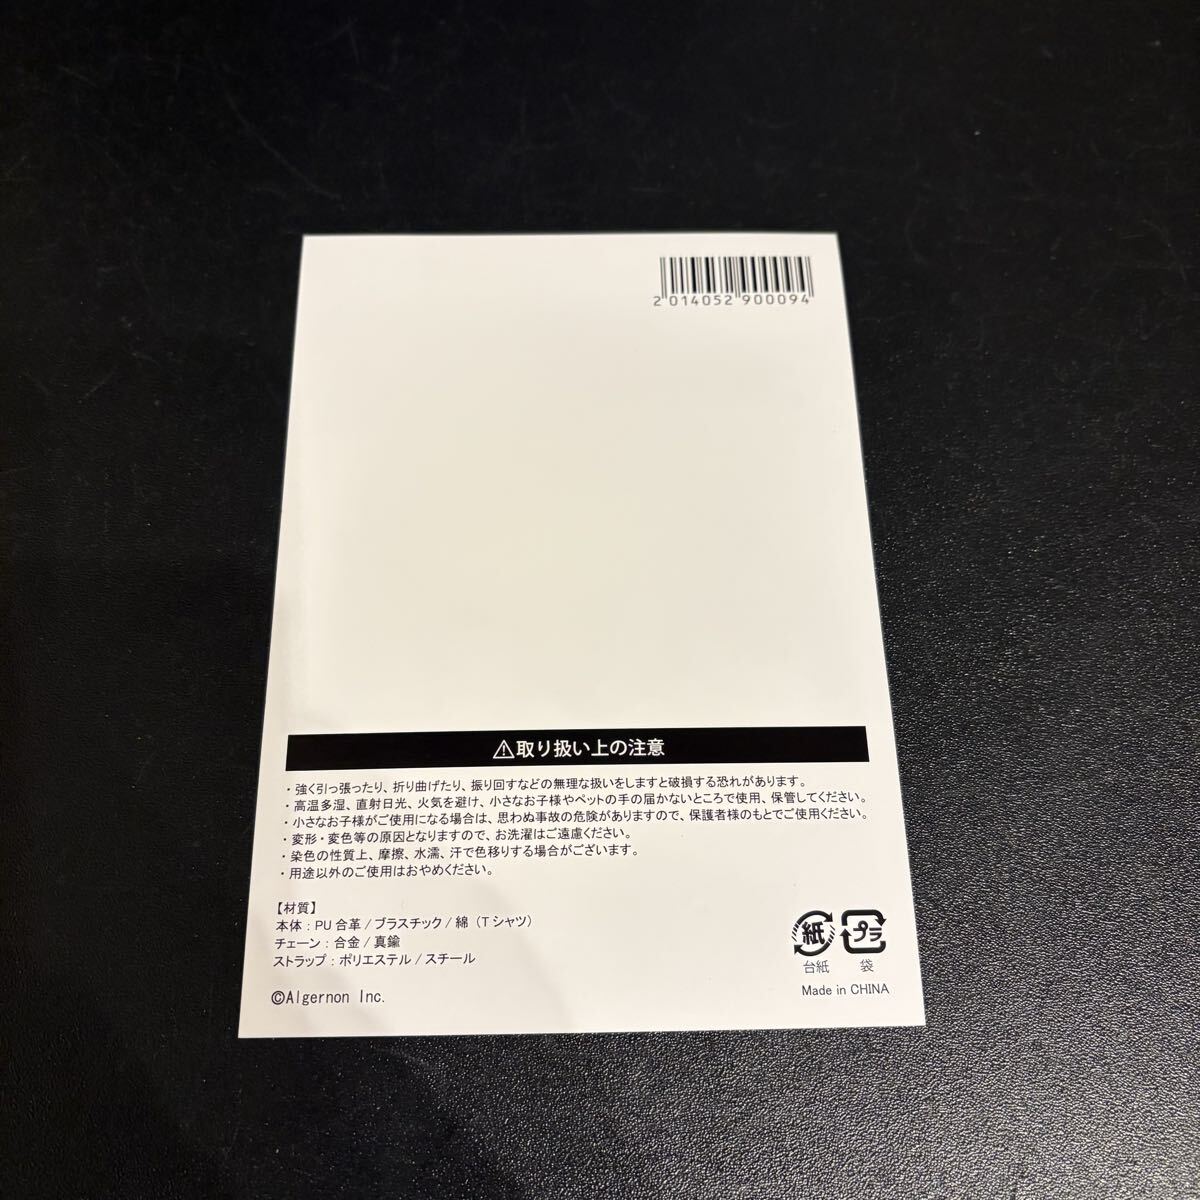 2 014052 900094
⚠取り扱い上の注意
・強く引っ張ったり、折り曲げたり、振り回すなどの無理な扱いをしますと破損する恐れがあります。
・高温多湿、直射日光、火気を避け、小さなお子様やペットの手の届かないところで使用、保管してください。
・小さなお子様がご使用になる場合は、思わぬ事故の危険がありますので、保護者様のもとでご使用ください。
・変形・変色等の原因となりますので、お洗濯はご遠慮ください。
・染色の性質上、摩擦、水濡、汗で色移りする場合がございます。
・用途以外のご使用はおやめください。
【材質】
本体：PU合革/プラスチック/綿（Tシャツ）
チェーン：合金/真鍮
ストラップ：ポリエステル/スチール
©Algernon Inc.
紙 プラ
台紙 袋
Made in CHINA